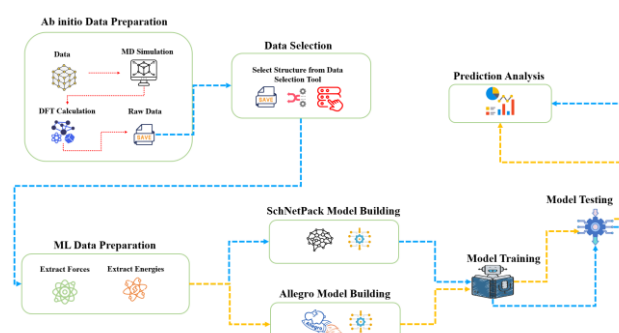 Ab initio Data Preparation
Data
MD Simulation
DFT Calculation
Raw Data
SAVE
Data Selection
Select Structure from Data
Selection Tool
SAVE
Prediction Analysis
ML Data Preparation
Extract Forces
Extract Energies
SchNetPack Model Building
Allegro Model Building
Model Training
Model Testing